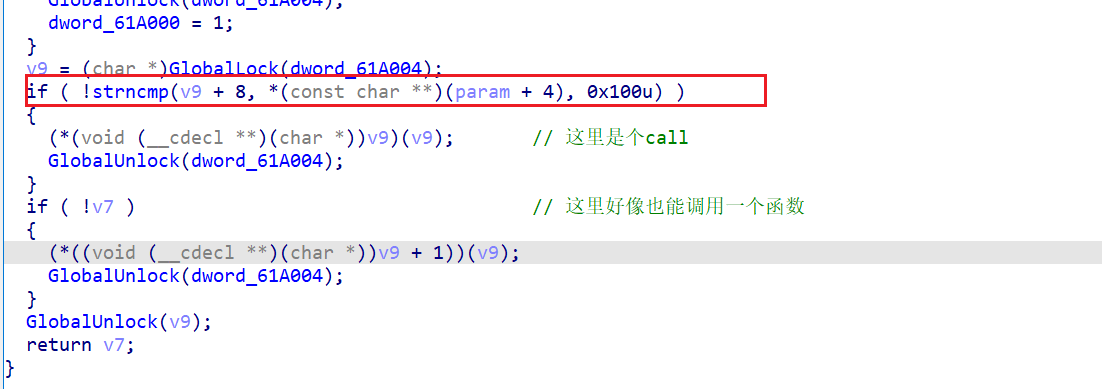 GlobalUnlock(dword_61A004);
dword_61A000 = 1;
}
v9 = (char *)GlobalLock(dword_61A004);
if ( !strncmp(v9 + 8, *(const char **)(param + 4), 0x100u) )
{
(*(void (__cdecl **)(char *))v9)(v9); // 这里是个call
GlobalUnlock(dword_61A004);
}
if ( !v7 ) // 这里好像也能调用一个函数
{
(*((void (__cdecl **)(char *))v9 + 1))(v9);
GlobalUnlock(dword_61A004);
}
GlobalUnlock(v9);
return v7;
}